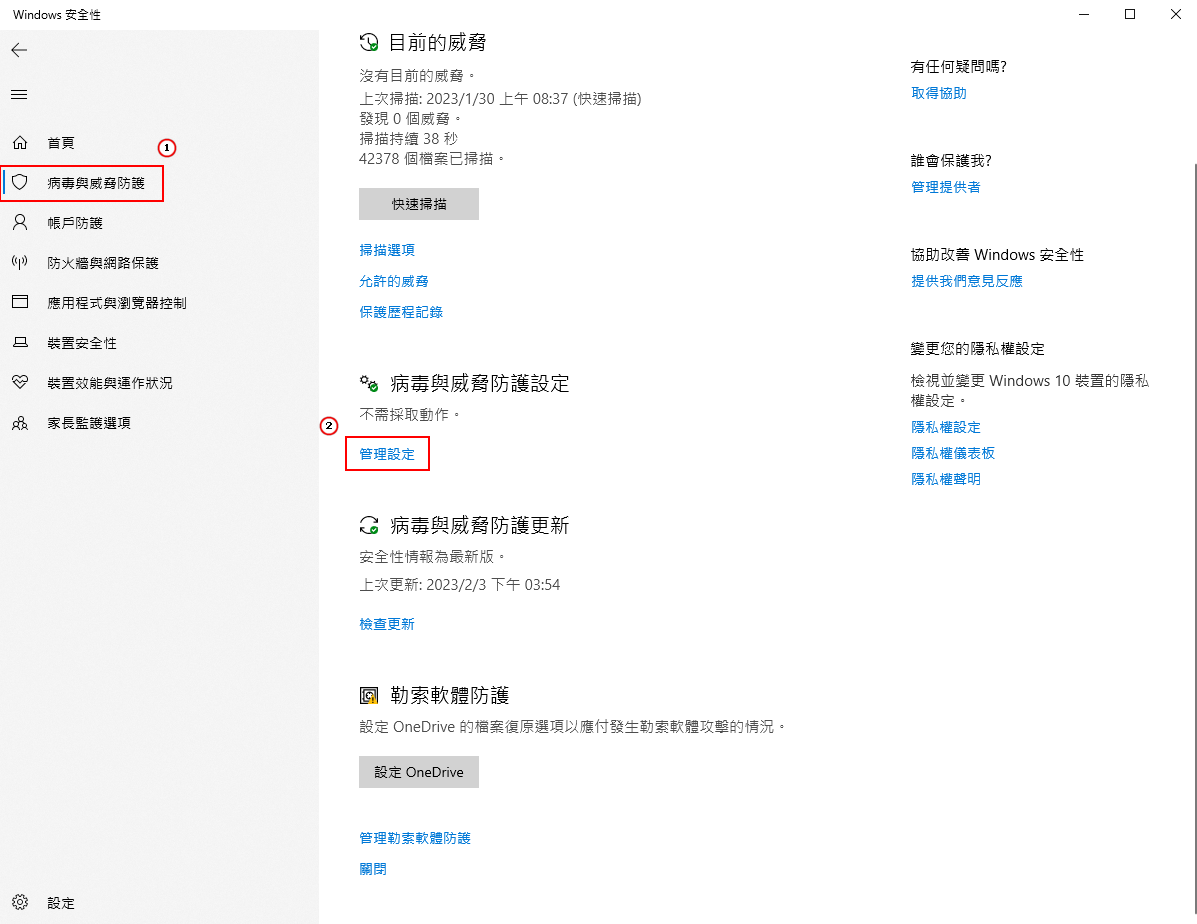 Windows 安全性
首頁
①
病毒與威脅防護
帳戶防護
防火牆與網路保護
應用程式與瀏覽器控制
裝置安全性
裝置效能與運作狀況
家長監護選項
設定
目前的威脅
沒有目前的威脅。
上次掃描: 2023/1/30 上午 08:37 (快速掃描)
發現 0 個威脅。
掃描持續 38 秒
42378 個檔案已掃描。
快速掃描
掃描選項
允許的威脅
保護歷程記錄
病毒與威脅防護設定
不需採取動作。
②
管理設定
病毒與威脅防護更新
安全性情報為最新版。
上次更新: 2023/2/3 下午 03:54
檢查更新
勒索軟體防護
設定 OneDrive 的檔案復原選項以應付發生勒索軟體攻擊的情況。
設定 OneDrive
管理勒索軟體防護
關閉
有任何疑問嗎?
取得協助
誰會保護我?
管理提供者
協助改善 Windows 安全性
提供我們意見反應
變更您的隱私權設定
檢視並變更 Windows 10 裝置的隱私
權設定。
隱私權設定
隱私權儀表板
隱私權聲明